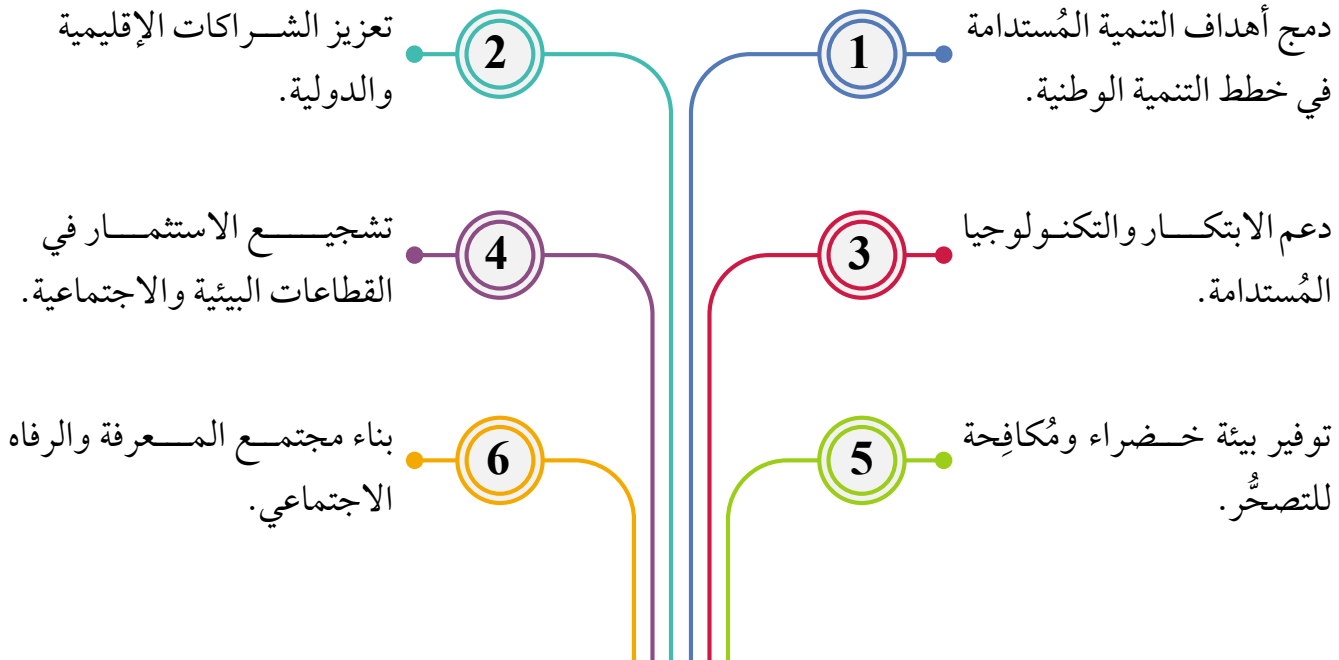 1
دمج أهداف التنمية المُستدامة
في خطط التنمية الوطنية.
2
تعزيز الشراكات الإقليمية
والدولية.
3
دعم الابتكار والتكنولوجيا
المُستدامة.
4
تشجيع الاستثمار في
القطاعات البيئية والاجتماعية.
5
توفير بيئة خضراء ومُكافِحة
للتصحُّر.
6
بناء مجتمع المعرفة والرفاه
الاجتماعي.